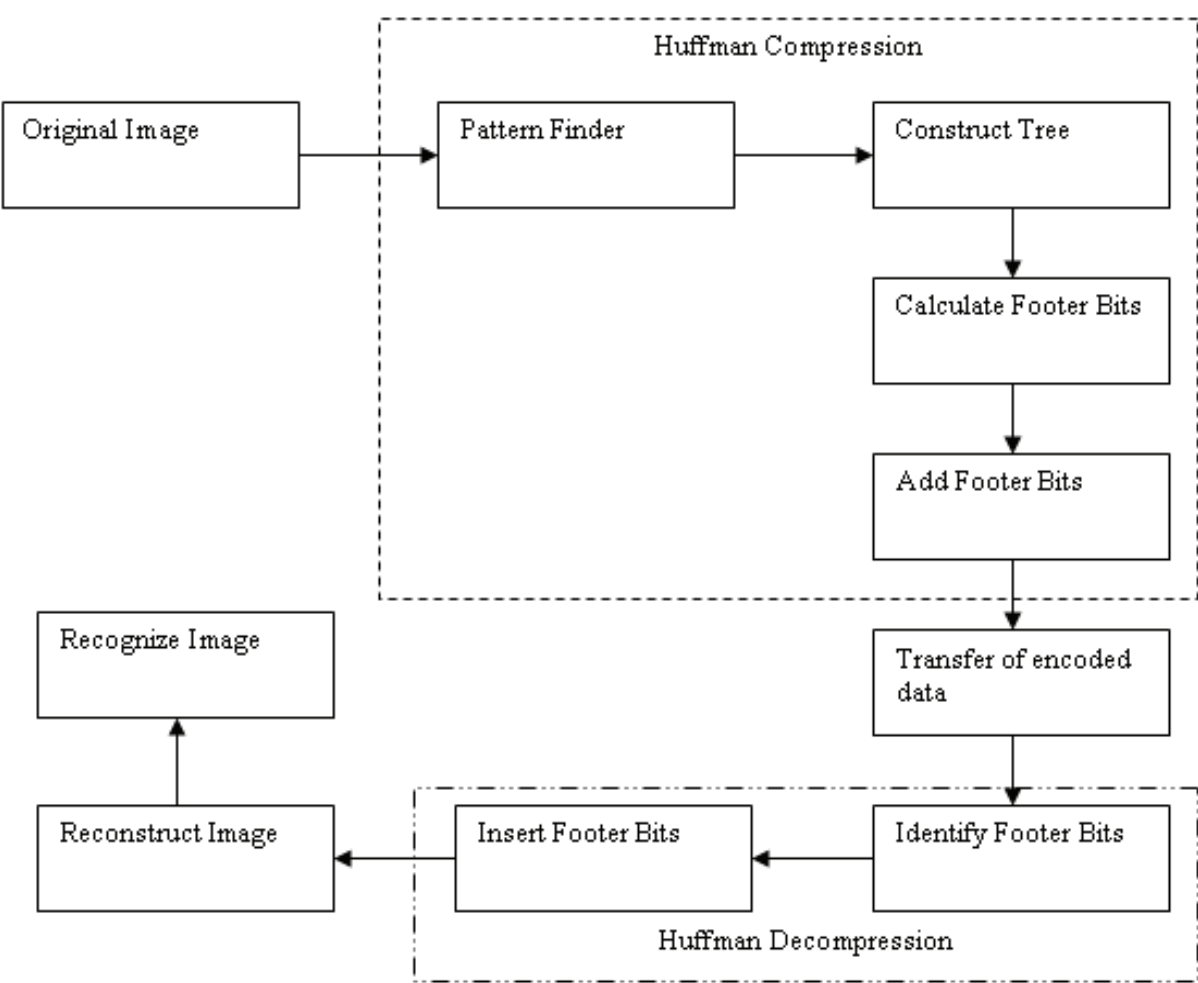 Huffman Compression
Original Image
Pattern Finder
Construct Tree
Calculate Footer Bits
Add Footer Bits
Transfer of encoded
data
Identify Footer Bits
Insert Footer Bits
Reconstruct Image
Recognize Image
Huffman Decompression